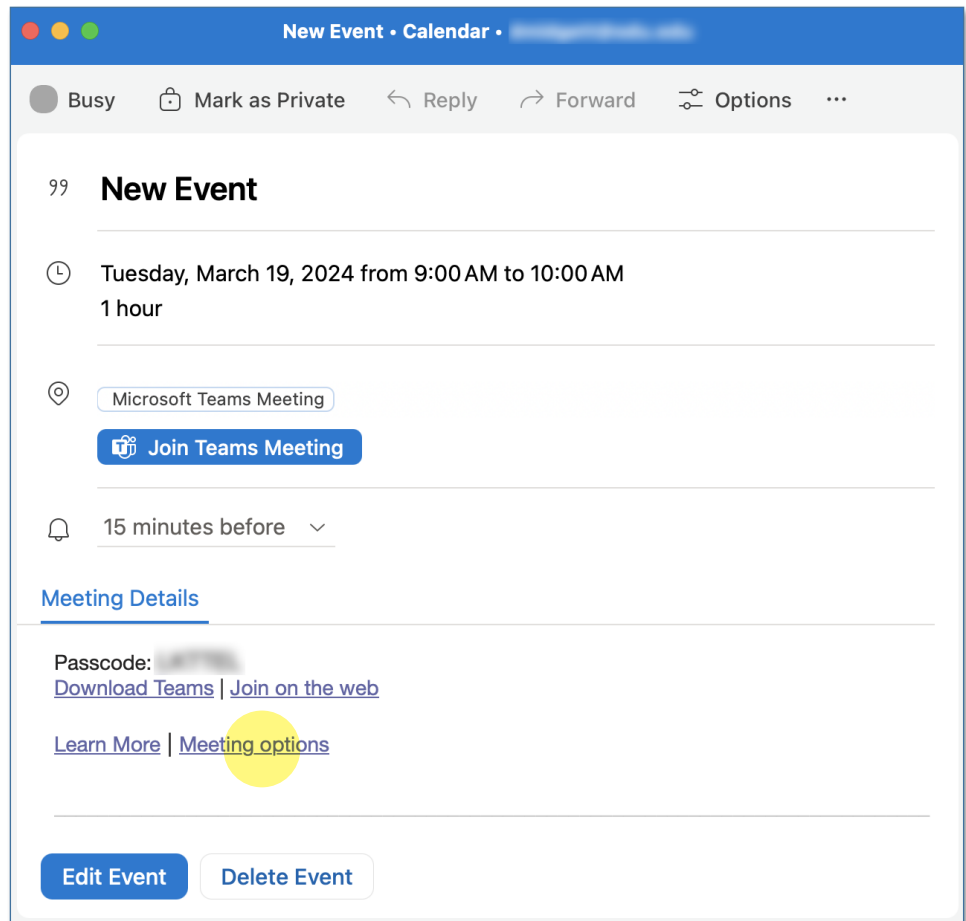 New Event • Calendar •
Busy Mark as Private Reply Forward Options ...
New Event
Tuesday, March 19, 2024 from 9:00 AM to 10:00 AM
1 hour
Microsoft Teams Meeting
Join Teams Meeting
15 minutes before
Meeting Details
Passcode:
Download Teams | Join on the web
Learn More | Meeting options
Edit Event Delete Event